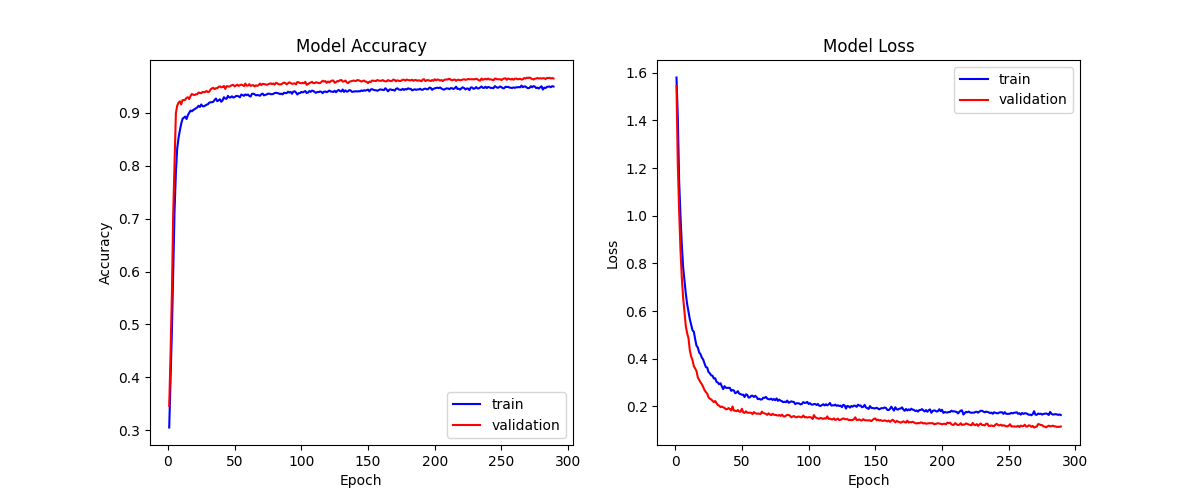 Model Accuracy
0.9
0.8
0.7
0.6
0.5
0.4
0.3
Accuracy
train
validation
0 50 100 150 200 250 300
Epoch
Model Loss
1.6
1.4
1.2
1.0
0.8
0.6
0.4
0.2
Loss
train
validation
0 50 100 150 200 250 300
Epoch